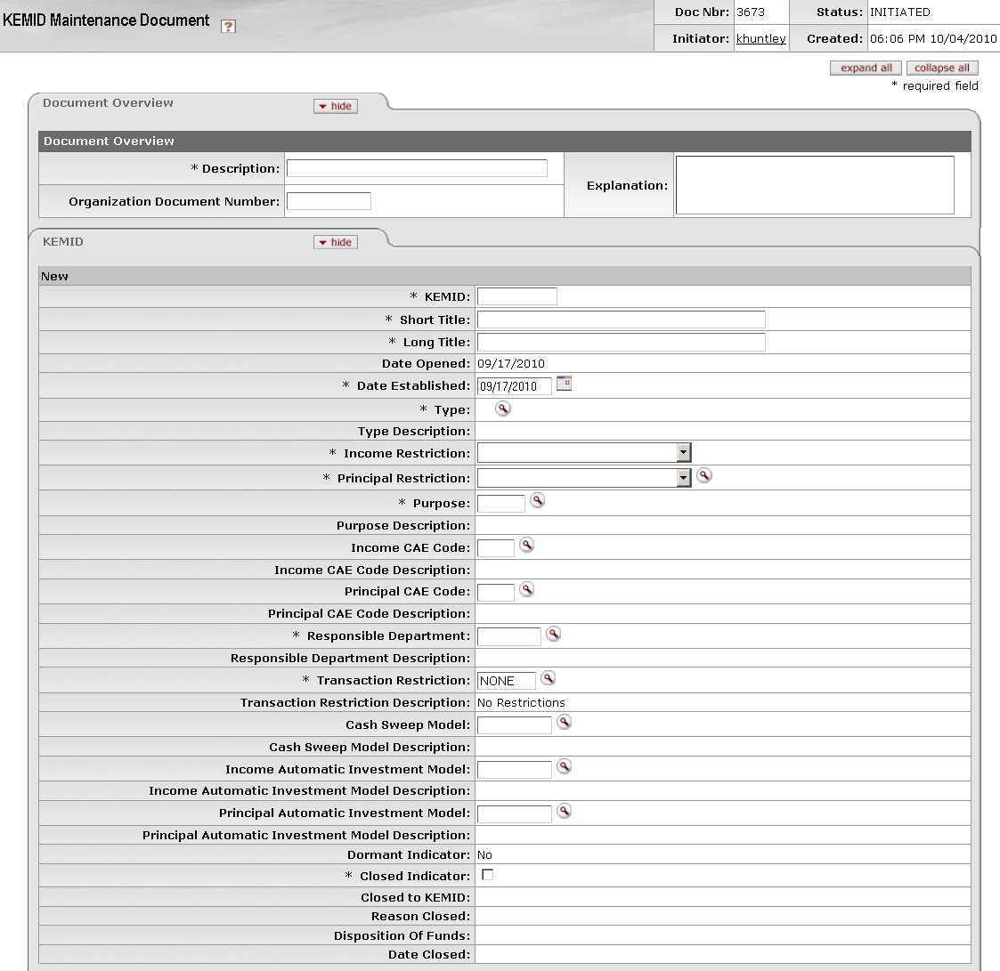 KEMID Maintenance Document ?
Doc Nbr: 3673 Status: INITIATED
Initiator: khuntley Created: 06:06 PM 10/04/2010
expand all collapse all
* required field
Document Overview hide
Document Overview
* Description:
Explanation:
Organization Document Number:
KEMID hide
New
* KEMID:
* Short Title:
* Long Title:
Date Opened: 09/17/2010
* Date Established: 09/17/2010
* Type:
Type Description:
* Income Restriction:
* Principal Restriction:
* Purpose:
Purpose Description:
Income CAE Code:
Income CAE Code Description:
Principal CAE Code:
Principal CAE Code Description:
* Responsible Department:
Responsible Department Description:
* Transaction Restriction: NONE
Transaction Restriction Description: No Restrictions
Cash Sweep Model:
Cash Sweep Model Description:
Income Automatic Investment Model:
Income Automatic Investment Model Description:
Principal Automatic Investment Model:
Principal Automatic Investment Model Description:
Dormant Indicator: No
* Closed Indicator:
Closed to KEMID:
Reason Closed:
Disposition Of Funds:
Date Closed: